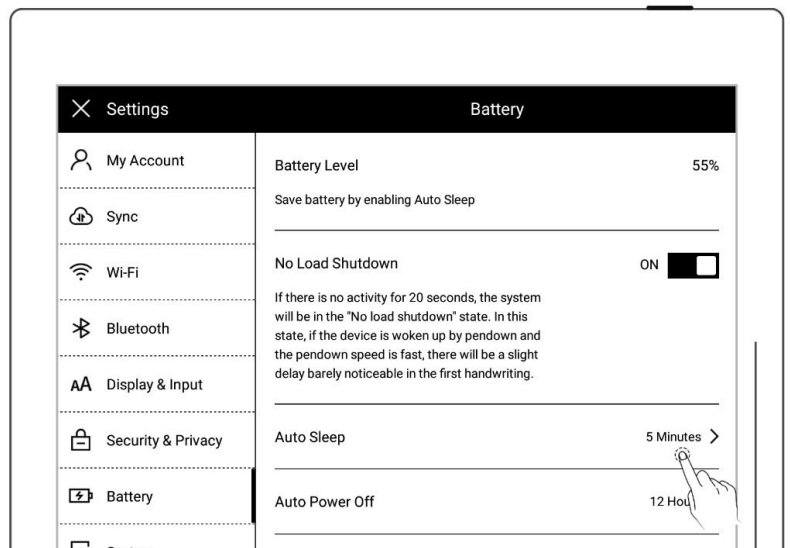 Settings
Battery
My Account
Sync
Wi-Fi
Bluetooth
AA Display & Input
Security & Privacy
Battery
Battery Level 55%
Save battery by enabling Auto Sleep
No Load Shutdown ON
If there is no activity for 20 seconds, the system
will be in the "No load shutdown" state. In this
state, if the device is woken up by pendown and
the pendown speed is fast, there will be a slight
delay barely noticeable in the first handwriting.
Auto Sleep 5 Minutes
Auto Power Off 12